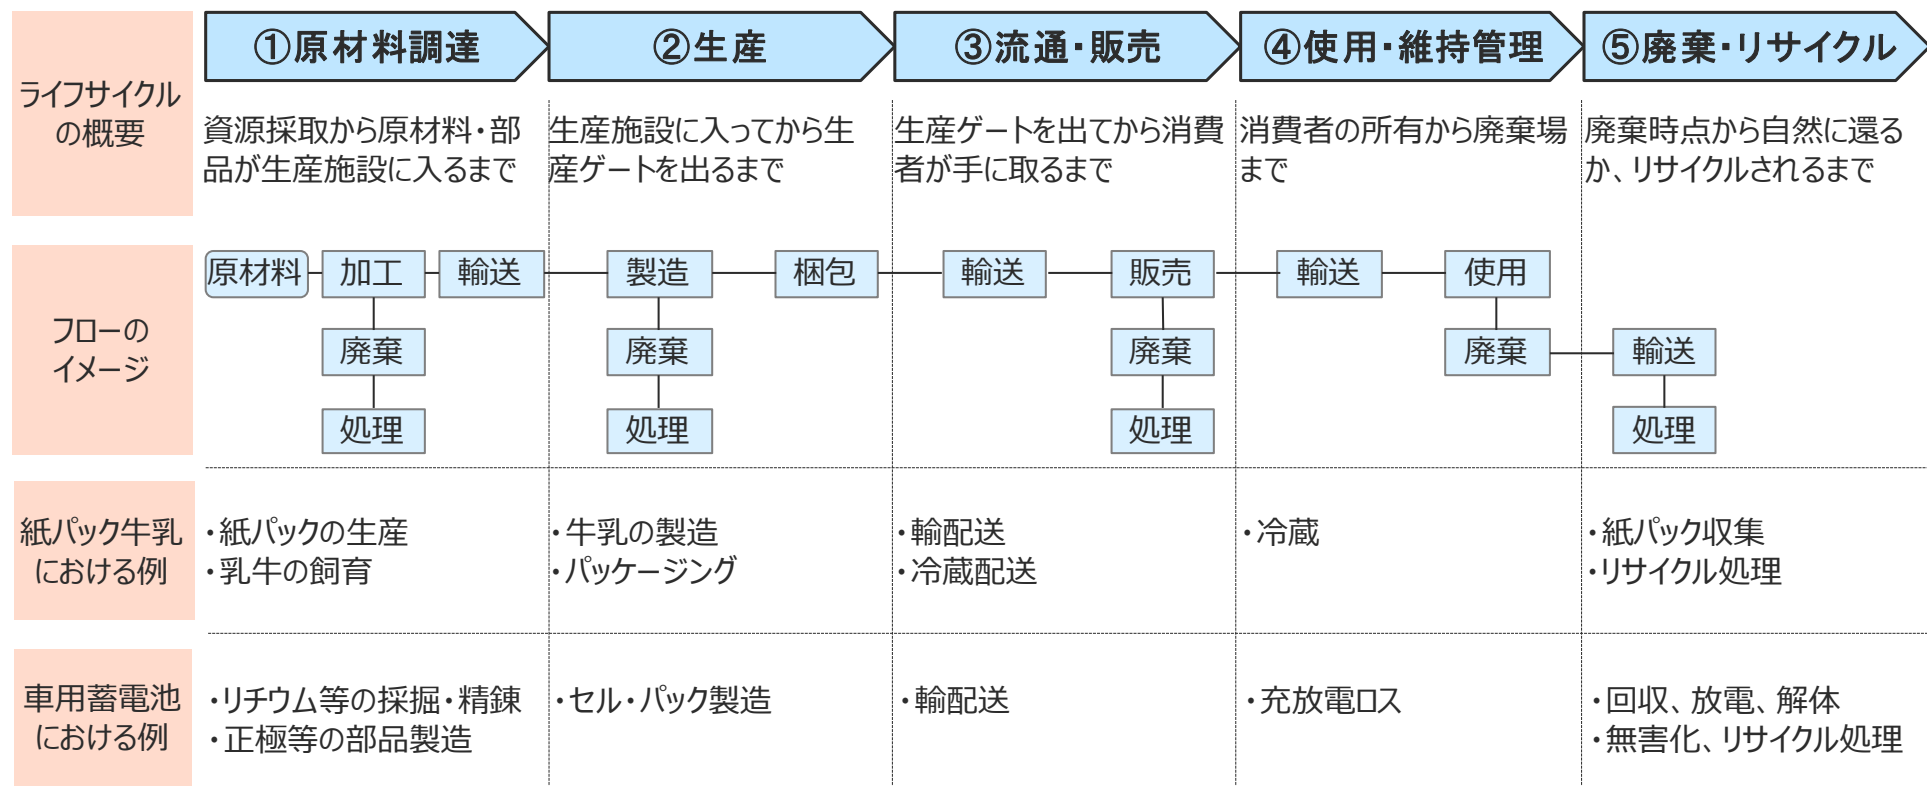 ライフサイクル
の概要
①原材料調達
②生産
③流通・販売
④使用・維持管理
⑤廃棄・リサイクル
資源採取から原材料・部
品が生産施設に入るまで
生産施設に入ってから生
産ゲートを出るまで
生産ゲートを出てから消費
者が手に取るまで
消費者の所有から廃棄場
まで
廃棄時点から自然に還る
か、リサイクルされるまで
フローの
イメージ
原材料
加工
輸送
製造
梱包
輸送
販売
輸送
使用
廃棄
廃棄
廃棄
廃棄
輸送
処理
処理
処理
処理
紙パック牛乳
における例
・紙パックの生産
・乳牛の飼育
・牛乳の製造
・パッケージング
・輸配送
・冷蔵配送
・冷蔵
・紙パック収集
・リサイクル処理
車用蓄電池
における例
・リチウム等の採掘・精錬
・正極等の部品製造
・セル・パック製造
・輸配送
・充放電ロス
・回収、放電、解体
・無害化、リサイクル処理